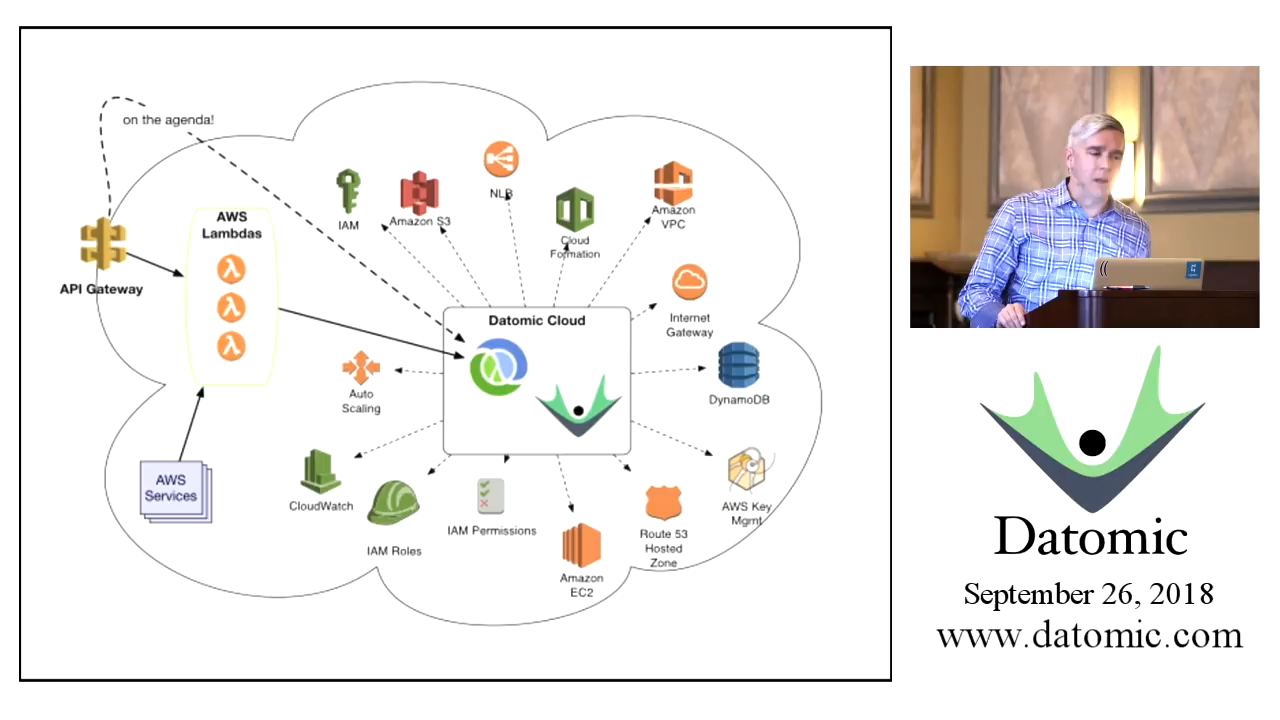 on the agenda!
API Gateway
AWS
Lambdas
IAM
Amazon S3
NLB
Cloud
Formation
Amazon
VPC
Internet
Gateway
Datomic Cloud
Auto
Scaling
DynamoDB
AWS
Services
CloudWatch
IAM Roles
IAM Permissions
Amazon
EC2
Route 53
Hosted
Zone
AWS Key
Mgmt
Datomic
September 26, 2018
www.datomic.com